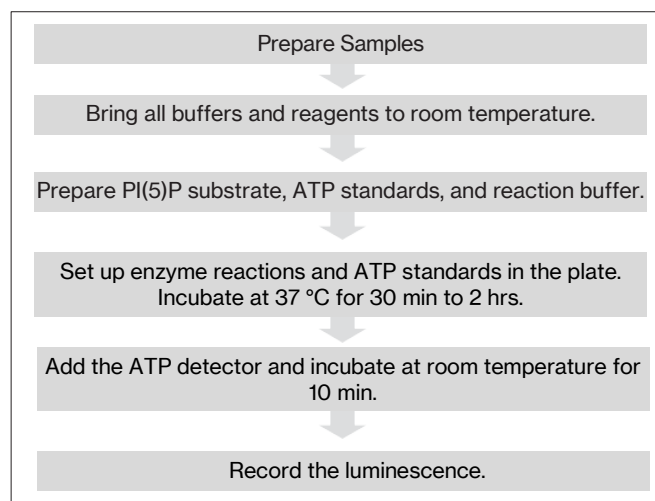 Prepare Samples
Bring all buffers and reagents to room temperature.
Prepare PI(5)P substrate, ATP standards, and reaction buffer.
Set up enzyme reactions and ATP standards in the plate.
Incubate at 37 °C for 30 min to 2 hrs.
Add the ATP detector and incubate at room temperature for
10 min.
Record the luminescence.